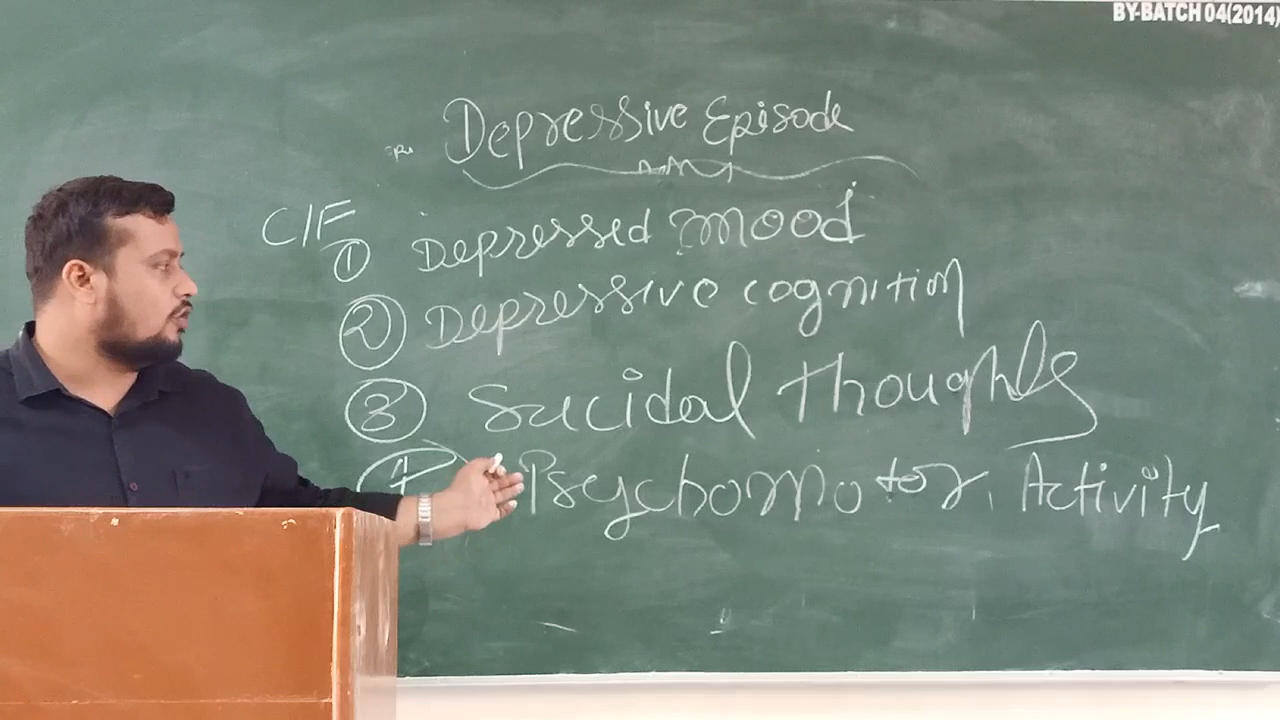 BY-BATCH 04(2014)
Depressive Episode
C/F
① Depressed mood
② Depressive cognition
③ Suicidal Thoughts
④ Psychomotor Activity